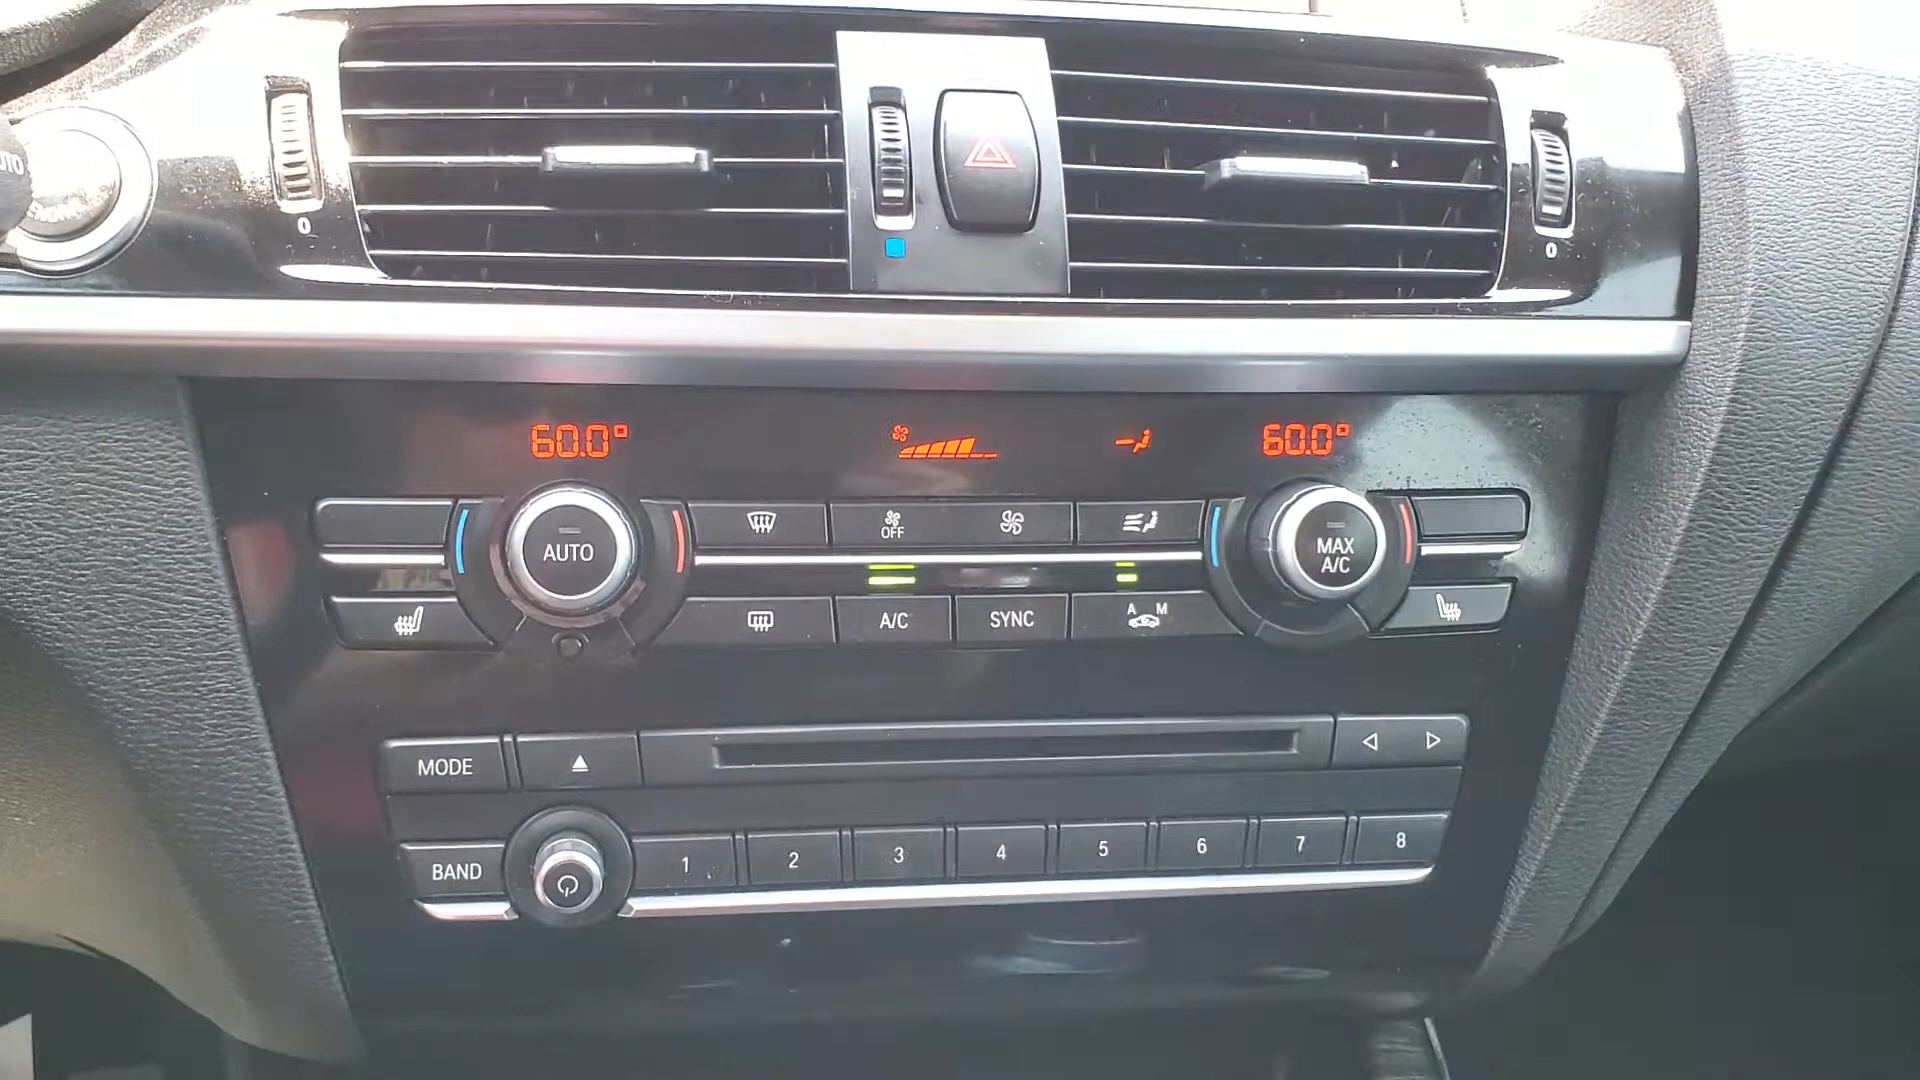 0
0
60.0°
60.0°
AUTO
OFF
MAX
A/C
A/C
SYNC
A M
MODE
BAND
1
2
3
4
5
6
7
8